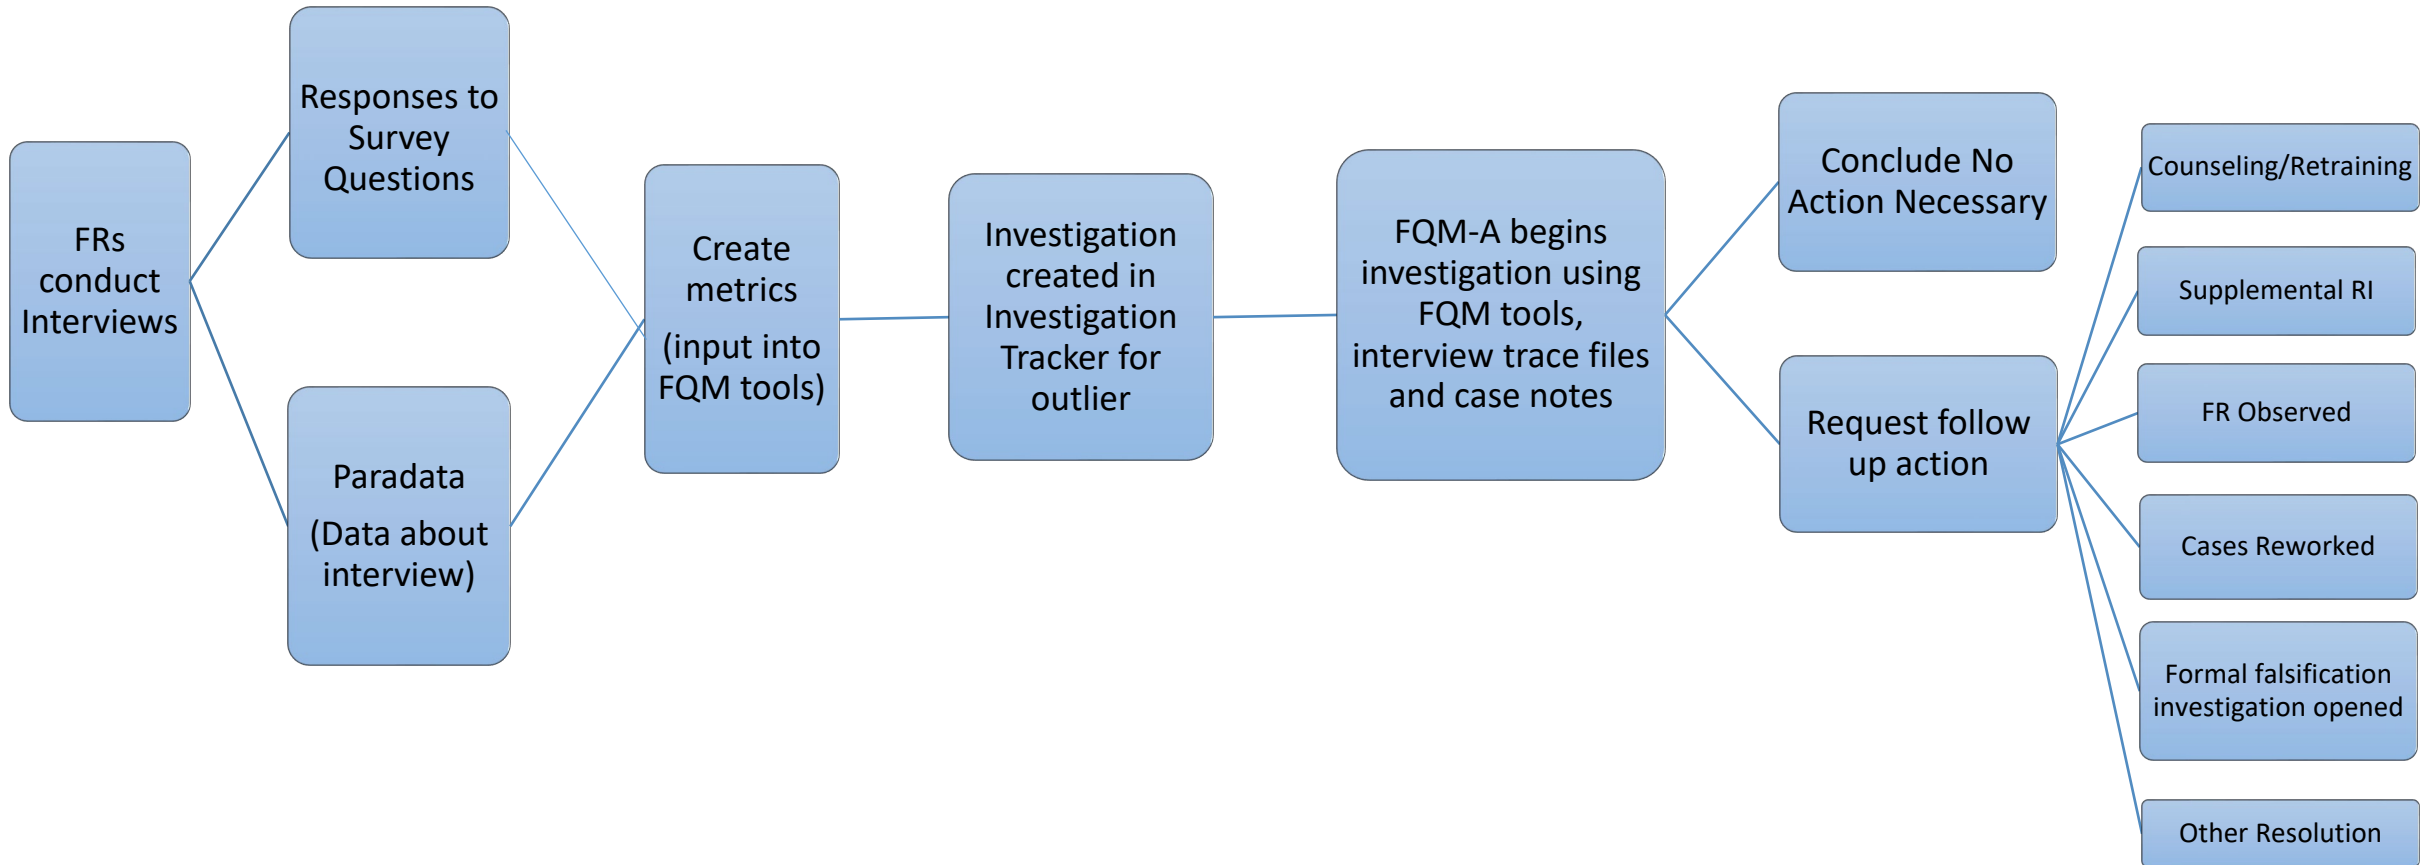 FRs
conduct
Interviews
Responses to
Survey
Questions
Paradata
(Data about
interview)
Create
metrics
(input into
FQM tools)
Investigation
created in
Investigation
Tracker for
outlier
FQM-A begins
investigation using
FQM tools,
interview trace files
and case notes
Conclude No
Action Necessary
Request follow
up action
Counseling/Retraining
Supplemental RI
FR Observed
Cases Reworked
Formal falsification
investigation opened
Other Resolution